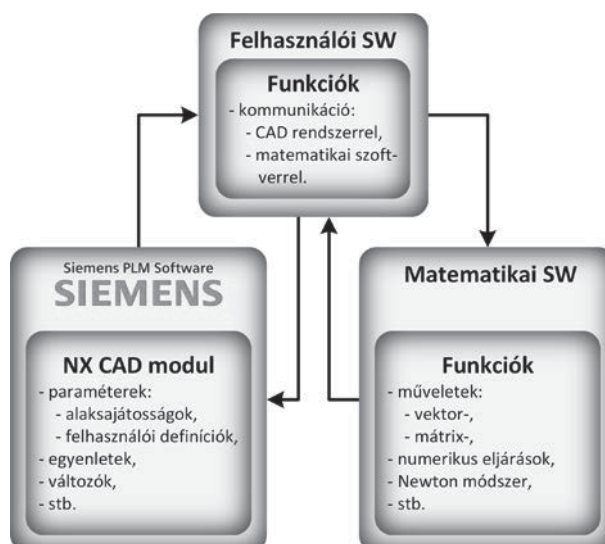 Felhasználói SW
Funkciók
- kommunikáció:
- CAD rendszerrel,
- matematikai szoft-
verrel.
Siemens PLM Software
SIEMENS
NX CAD modul
- paraméterek:
- alaksajátosságok,
- felhasználói definíciók,
- egyenletek,
- változók,
- stb.
Matematikai SW
Funkciók
- műveletek:
- vektor-,
- mátrix-,
- numerikus eljárások,
- Newton módszer,
- stb.